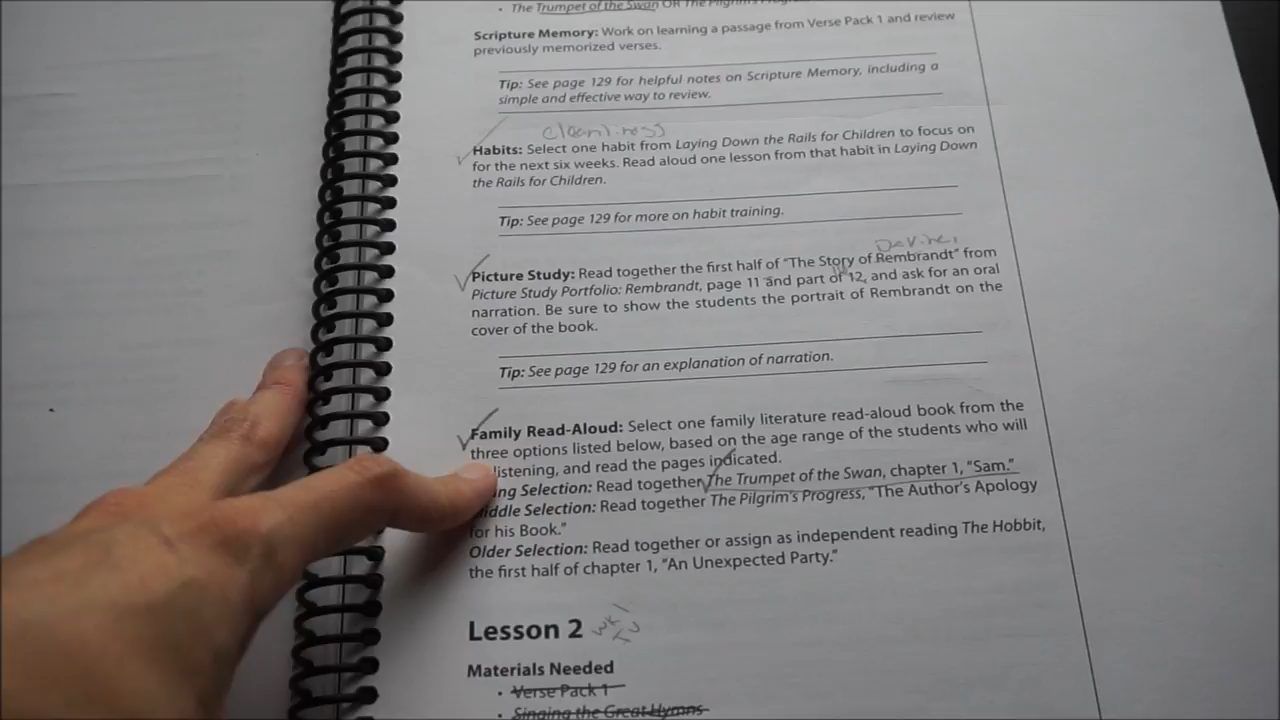 • The Trumpet of the Swan OR The Pilgrim's
Scripture Memory: Work on learning a passage from Verse Pack 1 and review
previously memorized verses.
Tip: See page 129 for helpful notes on Scripture Memory, including a
simple and effective way to review.
cleanliness
Habits: Select one habit from Laying Down the Rails for Children to focus on
for the next six weeks. Read aloud one lesson from that habit in Laying Down
the Rails for Children.
Tip: See page 129 for more on habit training.
Picture Study: Read together the first half of "The Story of Rembrandt" from
Picture Study Portfolio: Rembrandt, page 11 and part of 12, and ask for an oral
narration. Be sure to show the students the portrait of Rembrandt on the
cover of the book.
Tip: See page 129 for an explanation of narration.
Family Read-Aloud: Select one family literature read-aloud book from the
three options listed below, based on the age range of the students who will
listening, and read the pages indicated.
ng Selection: Read together The Trumpet of the Swan, chapter 1, "Sam."
iddle Selection: Read together The Pilgrim's Progress, "The Author's Apology
for his Book."
Older Selection: Read together or assign as independent reading The Hobbit,
the first half of chapter 1, "An Unexpected Party."
Lesson 2 WK 1
TU
Materials Needed
• Verse Pack 1
• Singing the Great Hymns